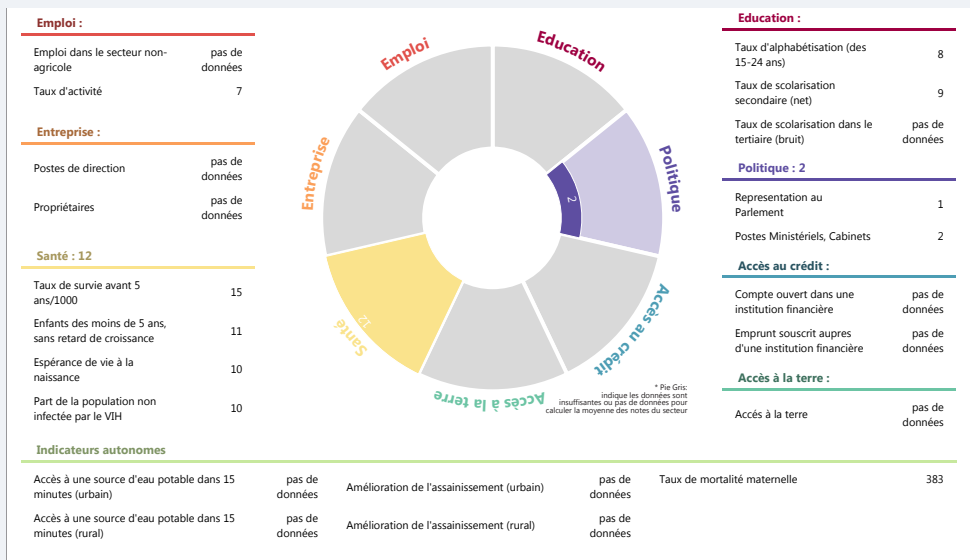 Emploi :
Emploi dans le secteur non-
agricole
pas de
données
Taux d'activité
7
Entreprise :
Postes de direction
pas de
données
Propriétaires
pas de
données
Santé : 12
Taux de survie avant 5
ans/1000
15
Enfants des moins de 5 ans,
sans retard de croissance
11
Espérance de vie à la
naissance
10
Part de la population non
infectée par le VIH
10
Emploi
Education
Entreprise
Politique
2
Santé
12
Accès au crédit
Accès à la terre
* Pie Gris:
indique les données sont
insuffisantes ou pas de données pour
calculer la moyenne des notes du secteur
Education :
Taux d'alphabétisation (des
15-24 ans)
8
Taux de scolarisation
secondaire (net)
9
Taux de scolarisation dans le
tertiaire (bruit)
pas de
données
Politique : 2
Representation au
Parlement
1
Postes Ministériels, Cabinets
2
Accès au crédit :
Compte ouvert dans une
institution financière
pas de
données
Emprunt souscrit aupres
d'une institution financière
pas de
données
Accès à la terre :
Accés à la terre
pas de
données
Indicateurs autonomes
Accès à une source d'eau potable dans 15
minutes (urbain)
pas de
données
Amélioration de l'assainissement (urbain)
pas de
données
Taux de mortalité maternelle
383
Accès à une source d'eau potable dans 15
minutes (rural)
pas de
données
Amélioration de l'assainissement (rural)
pas de
données